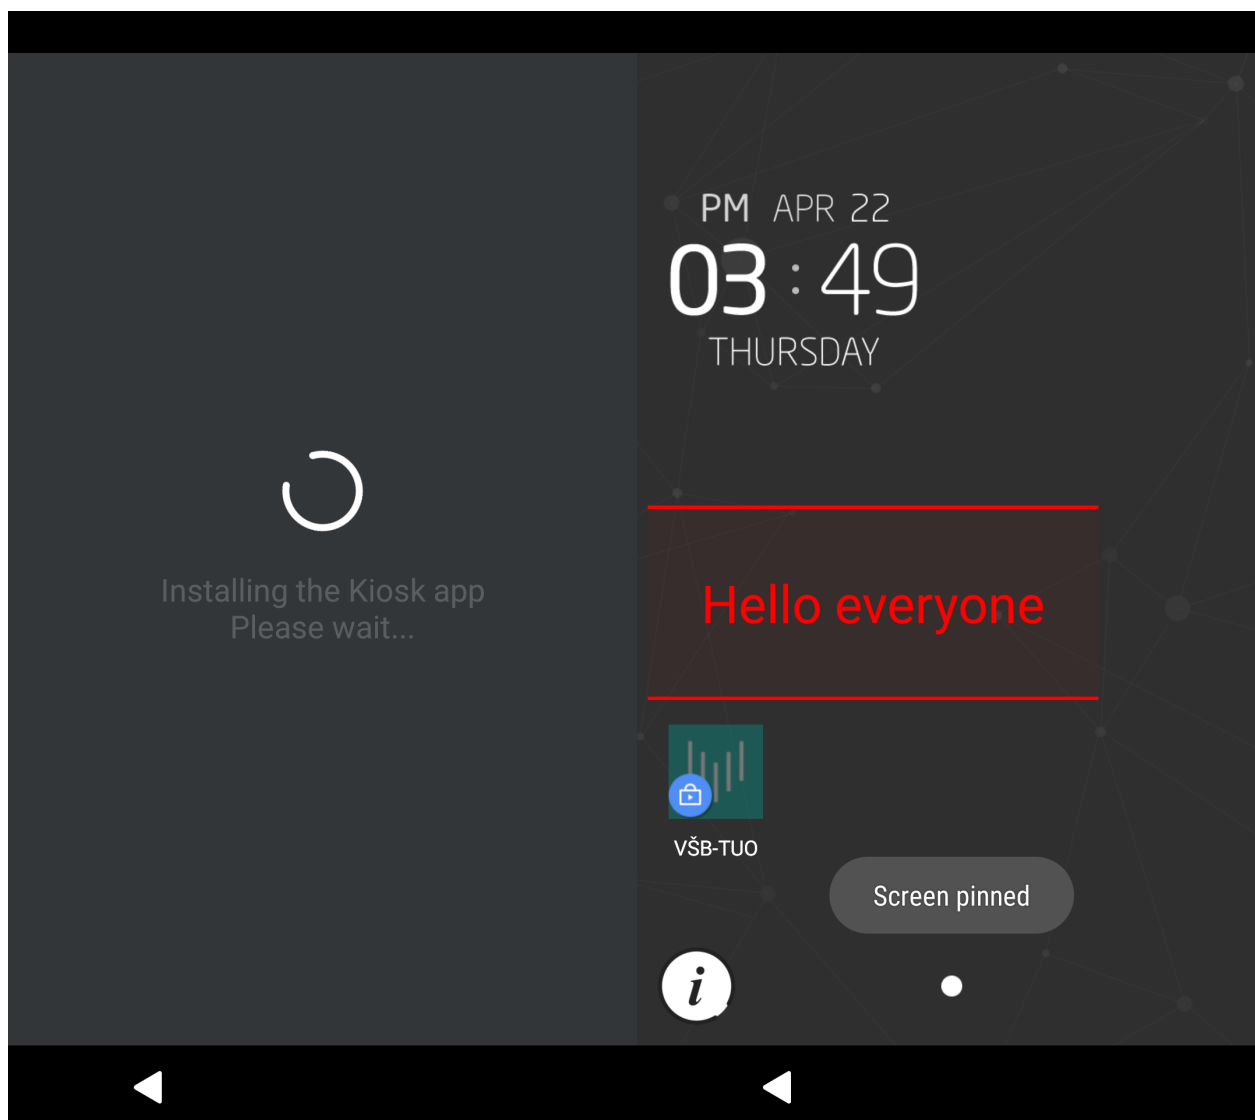 Installing the Kiosk app
Please wait...
PM APR 22
03:49
THURSDAY
Hello everyone
VŠB-TUO
Screen pinned
i